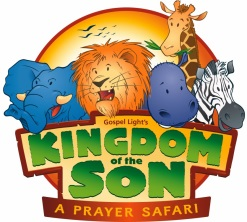 Gospel Light's
KINGDOM
of the
SON
A PRAYER SAFARI